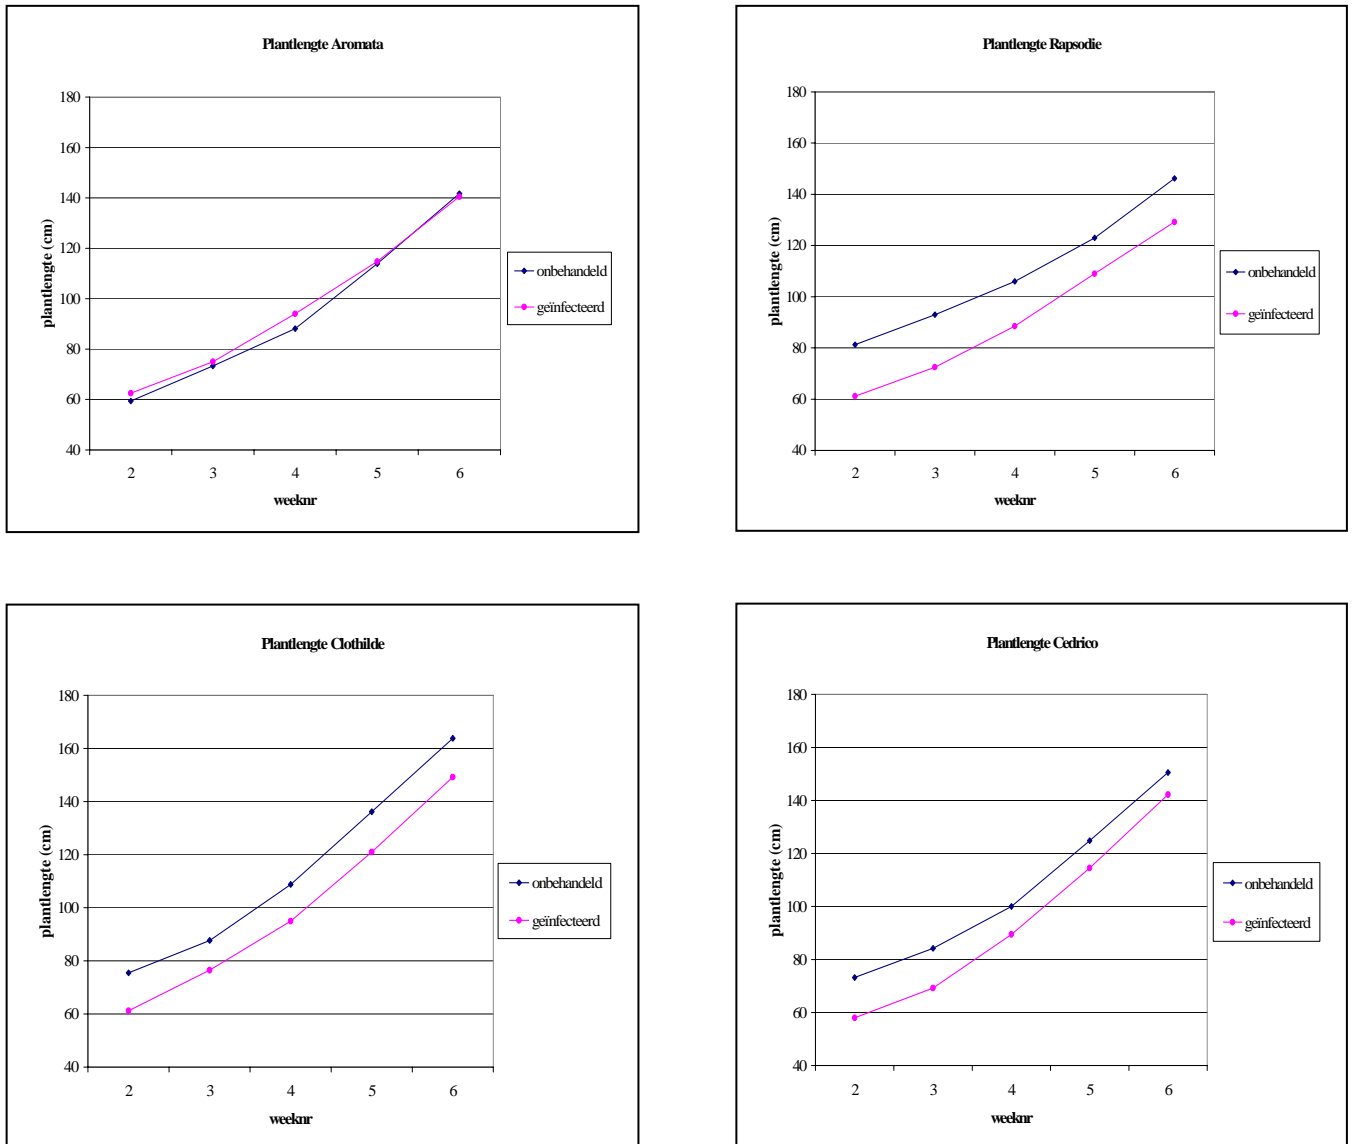 Plantlengte Aromata
180
160
140
120
100
80
60
40
plantlengte (cm)
2 3 4 5 6
weeknr
onbehandeld
geïnfecteerd
Plantlengte Rapsodie
180
160
140
120
100
80
60
40
plantlengte (cm)
2 3 4 5 6
weeknr
onbehandeld
geïnfecteerd
Plantlengte Clothilde
180
160
140
120
100
80
60
40
plantlengte (cm)
2 3 4 5 6
weeknr
onbehandeld
geïnfecteerd
Plantlengte Cedrico
180
160
140
120
100
80
60
40
plantlengte (cm)
2 3 4 5 6
weeknr
onbehandeld
geïnfecteerd